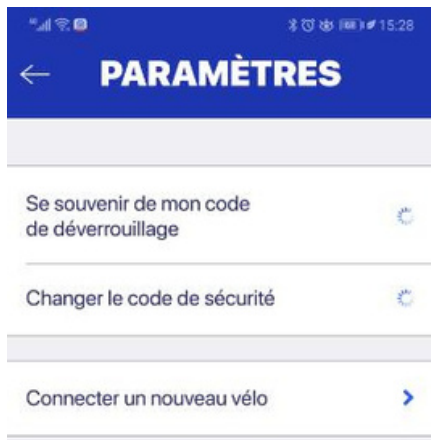 15:28
PARAMÈTRES
Se souvenir de mon code
de déverrouillage
Changer le code de sécurité
Connecter un nouveau vélo